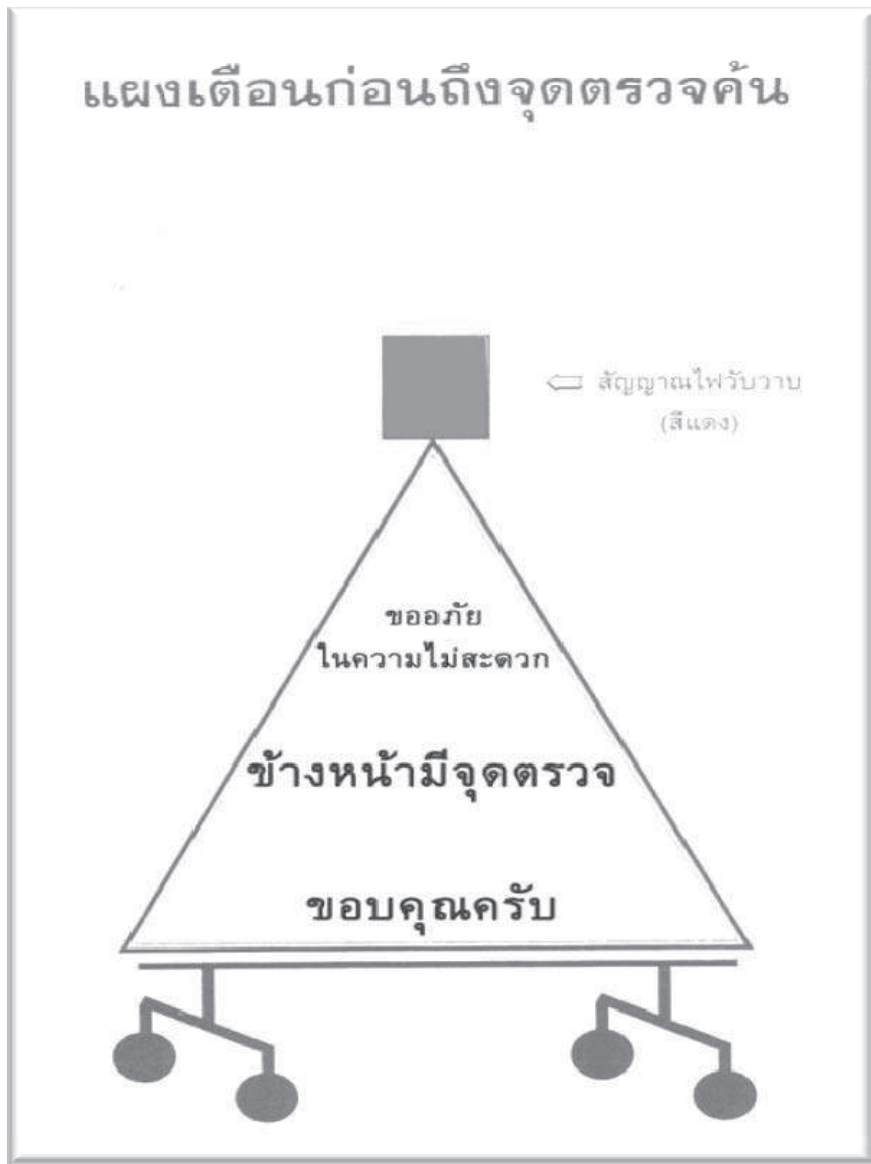 แผงเตือนก่อนถึงจุดตรวจค้น
สัญญาณไฟวับวาบ
(สีแดง)
ขออภัย
ในความไม่สะดวก
ข้างหน้ามีจุดตรวจ
ขอบคุณครับ